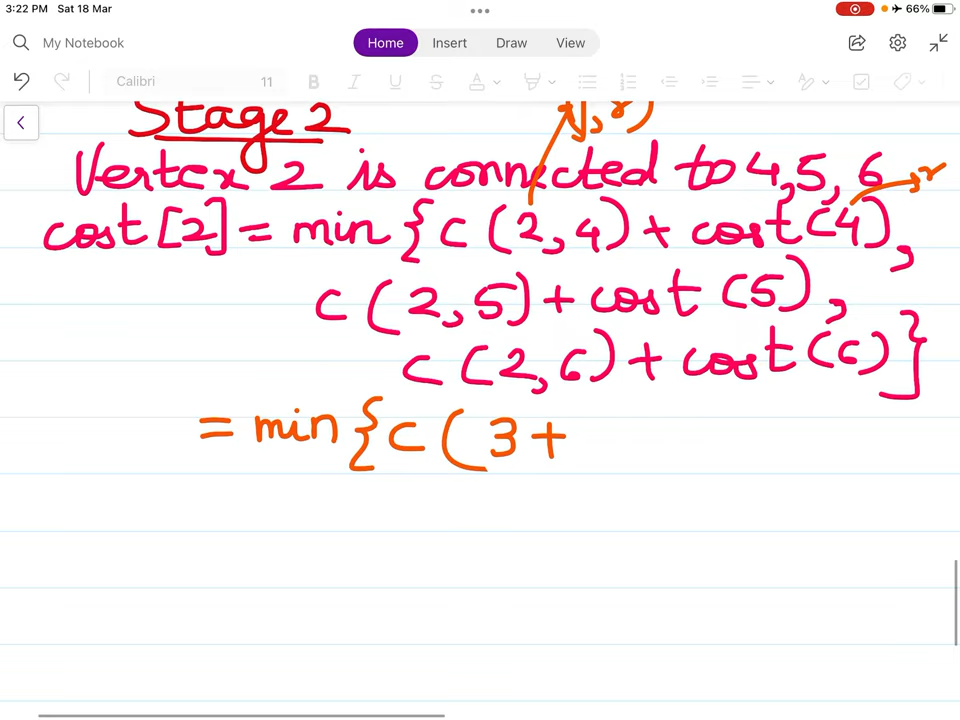 3:22 PM Sat 18 Mar
66%
My Notebook
Home Insert Draw View
Calibri 11 B I U S A
Stage 2
(j, r)
Vertex 2 is connected to 4,5,6
→ r
cost [2] = min { c (2,4) + cost (4),
c (2,5) + cost (5),
c (2,6) + cost (6) }
= min { c ( 3 +